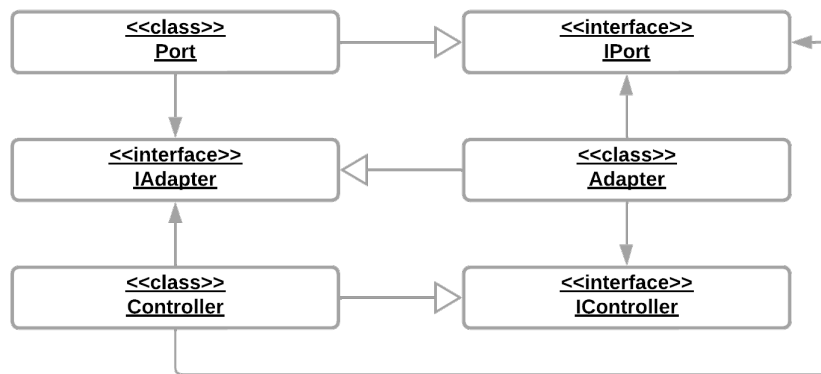 <<class>>
Port
<<interface>>
IPort
<<interface>>
IAdapter
<<class>>
Adapter
<<class>>
Controller
<<interface>>
IController